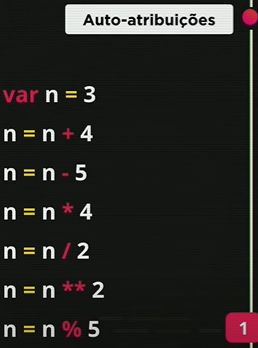 Auto-atribuições
var n = 3
n = n + 4
n = n - 5
n = n * 4
n = n / 2
n = n ** 2
n = n % 5
1